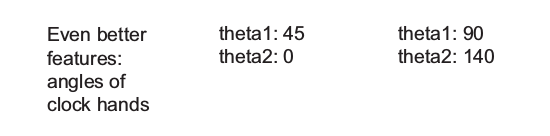 Even better
features:
angles of
clock hands
theta1: 45
theta2: 0
theta1: 90
theta2: 140